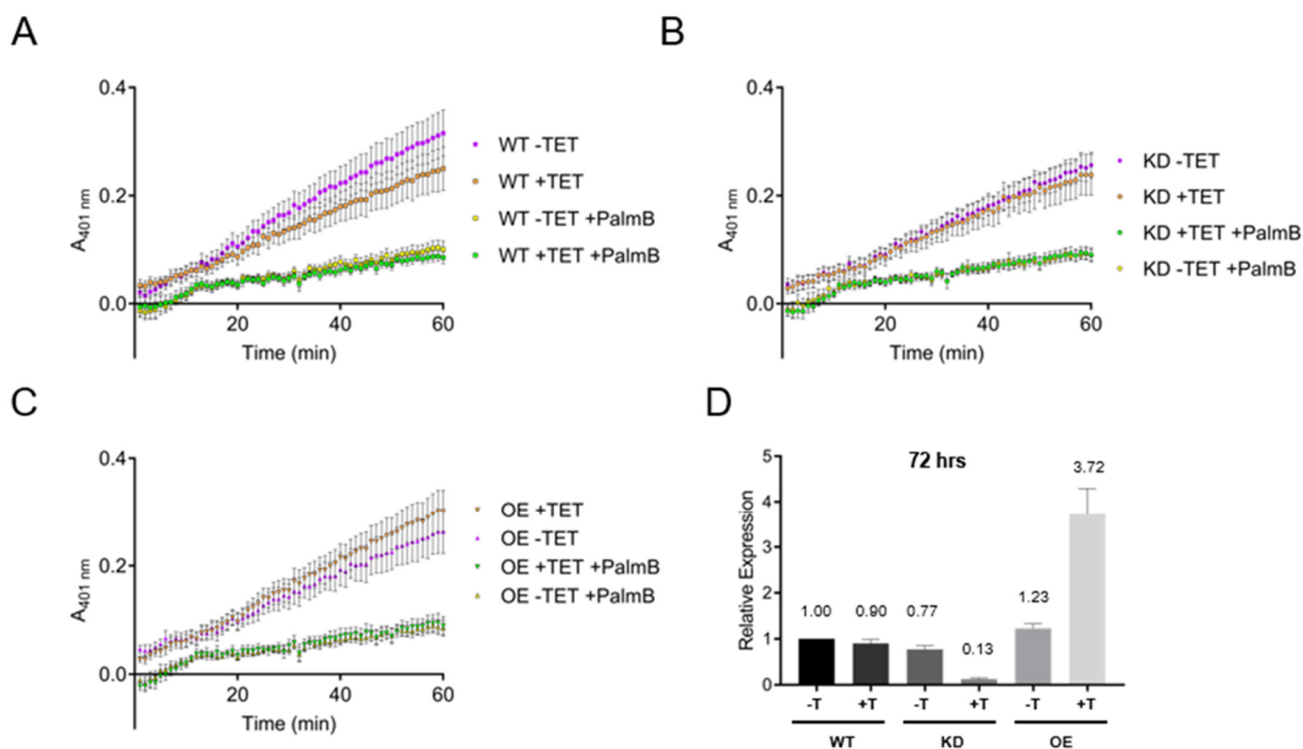 A
0.4
0.2
0.0
A401 nm
20
40
60
Time (min)
WT -TET
WT +TET
WT -TET +PalmB
WT +TET +PalmB
B
0.4
0.2
0.0
A401 nm
20
40
60
Time (min)
KD -TET
KD +TET
KD +TET +PalmB
KD -TET +PalmB
C
0.4
0.2
0.0
A401 nm
20
40
60
Time (min)
OE +TET
OE -TET
OE +TET +PalmB
OE -TET +PalmB
D
72 hrs
Relative Expression
5
4
3
2
1
0
1.00
0.90
0.77
0.13
1.23
3.72
-T +T -T +T -T +T
WT KD OE